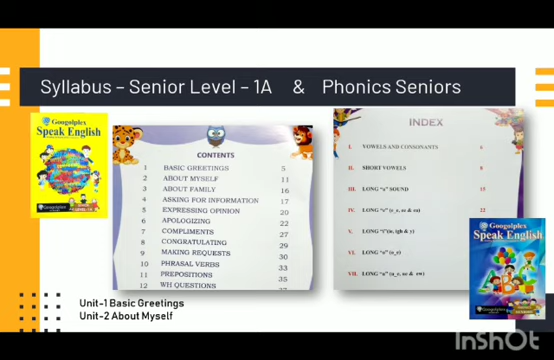 Syllabus – Senior Level – 1A & Phonics Seniors
Googolplex
Speak English
CONTENTS
1 BASIC GREETINGS 5
2 ABOUT MYSELF 11
3 ABOUT FAMILY 16
4 ASKING FOR INFORMATION 17
5 EXPRESSING OPINION 20
6 APOLOGIZING 22
7 COMPLIMENTS 27
8 CONGRATULATING 29
9 MAKING REQUESTS 30
10 PHRASAL VERBS 33
11 PREPOSITIONS 35
12 WH QUESTIONS
INDEX
I. VOWELS AND CONSONANTS 6
II. SHORT VOWELS 9
III. LONG "a" SOUND 15
IV. LONG "e" (e_e, ee & ea) 22
V. LONG "i" (ie, igh & y)
VI. LONG "o" (o_e)
VII. LONG "u" (u_e, ue & ew)
Googolplex
Speak English
Unit-1 Basic Greetings
Unit-2 About Myself
InShOt